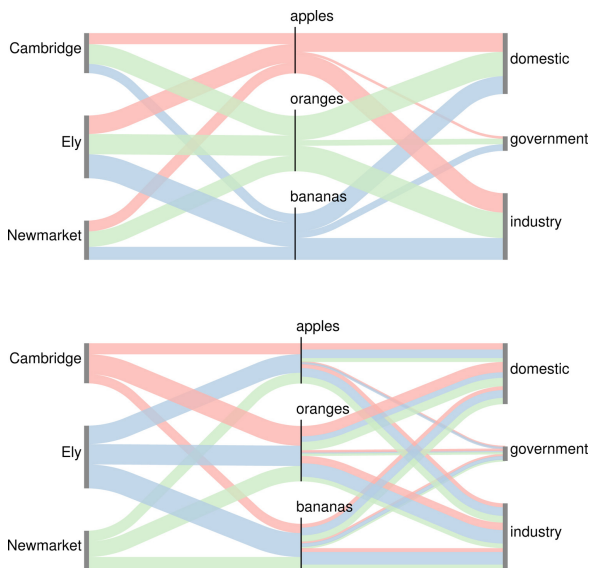 apples
Cambridge
domestic
oranges
Ely
government
bananas
industry
Newmarket
apples
Cambridge
domestic
oranges
Ely
government
bananas
industry
Newmarket